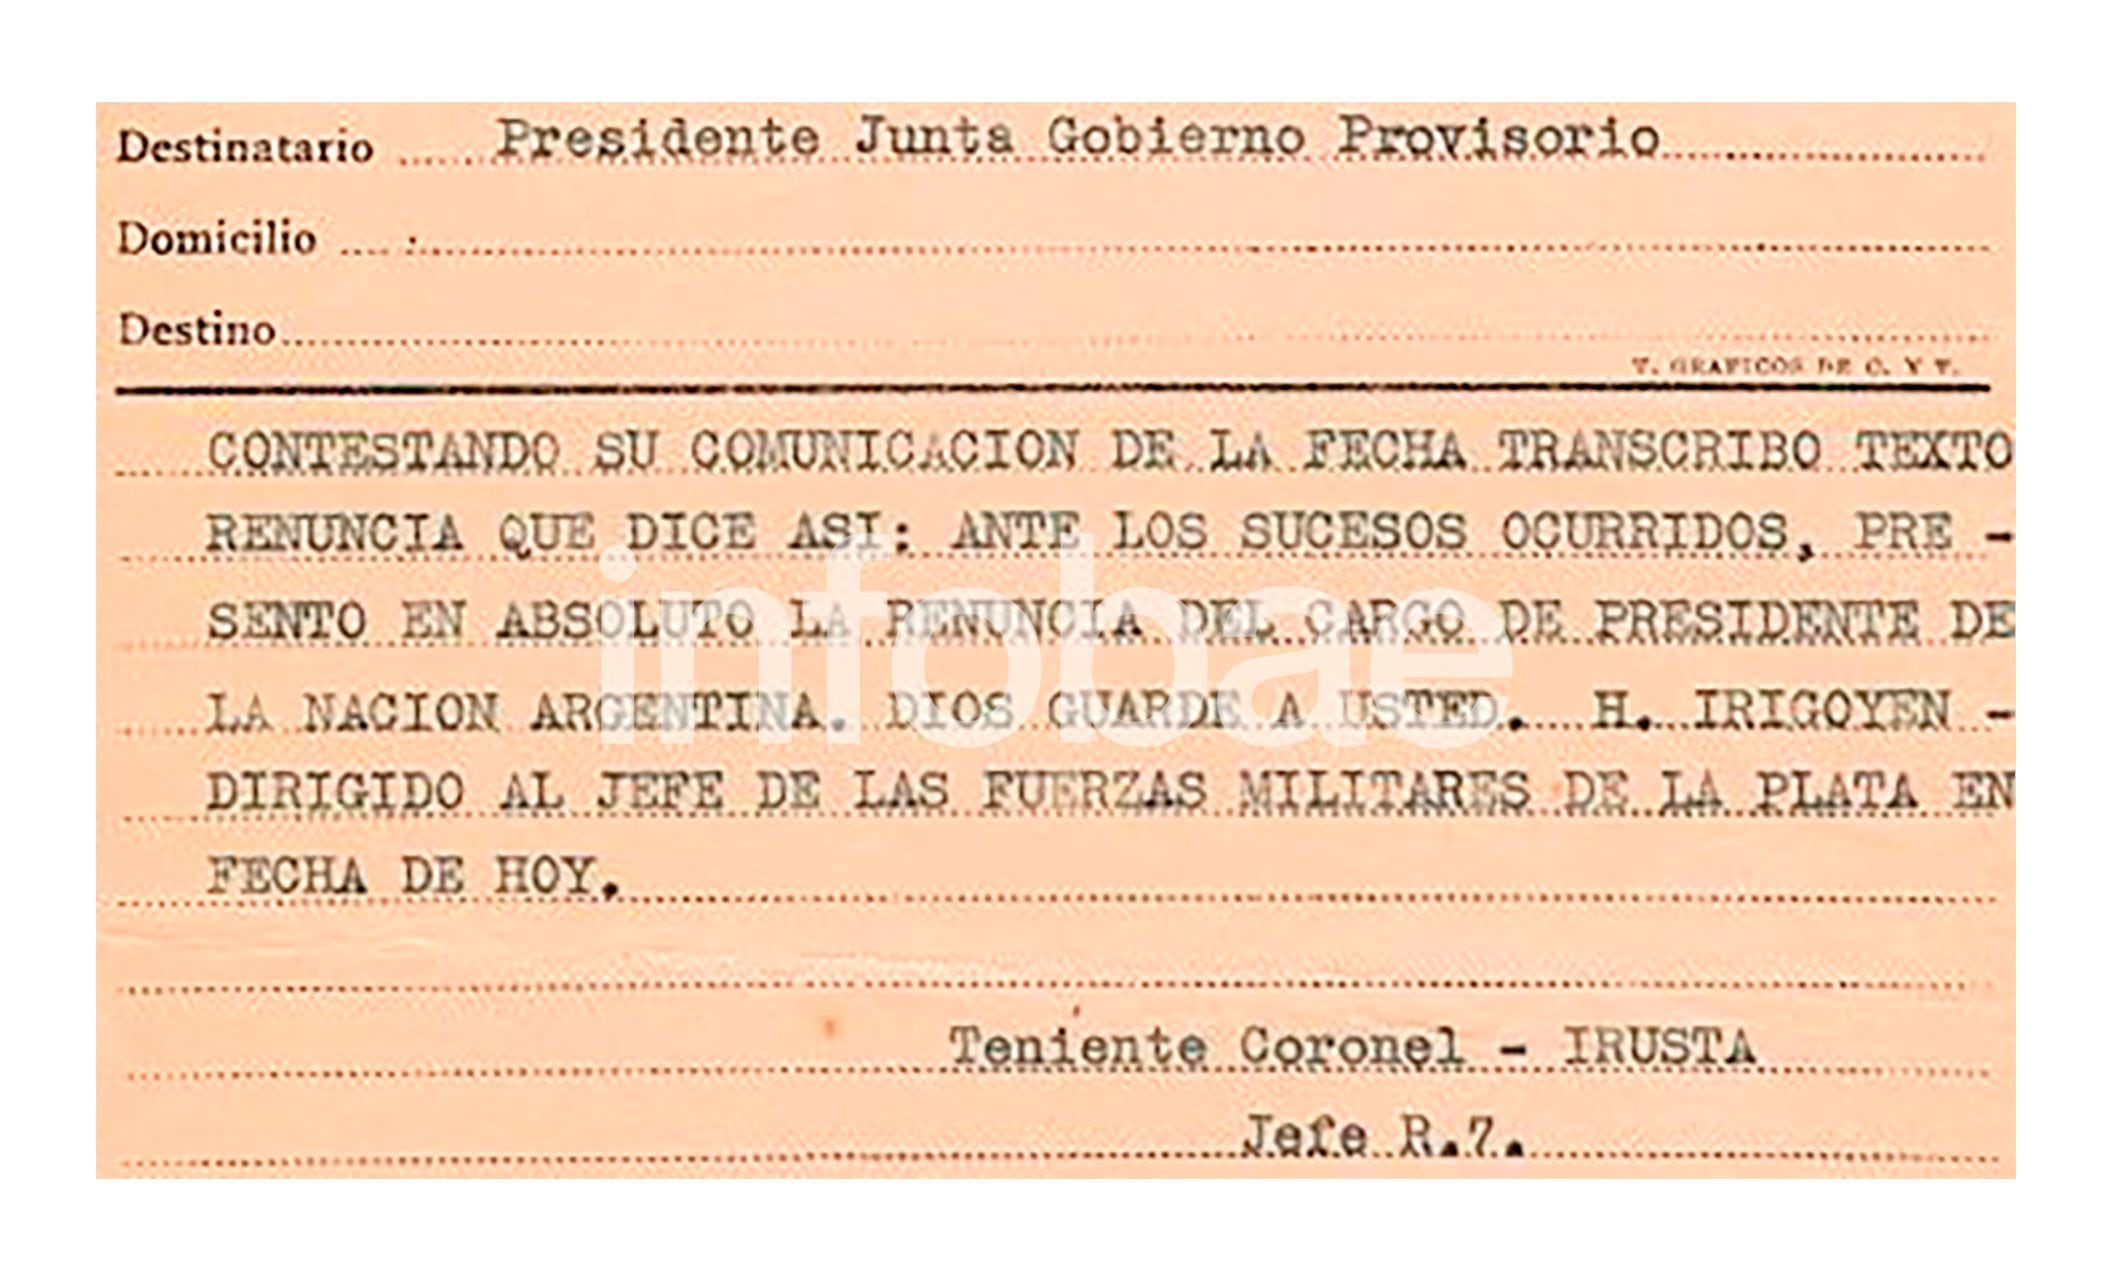 Destinatario Presidente Junta Gobierno Provisorio
Domicilio
Destino
T. GRAFICOS DE C. Y T.
CONTESTANDO SU COMUNICACION DE LA FECHA TRANSCRIBO TEXTO
RENUNCIA QUE DICE ASI: ANTE LOS SUCESOS OCURRIDOS, PRE -
SENTO EN ABSOLUTO LA RENUNCIA DEL CARGO DE PRESIDENTE DE
LA NACION ARGENTINA. DIOS GUARDE A USTED. H. IRIGOYEN -
DIRIGIDO AL JEFE DE LAS FUERZAS MILITARES DE LA PLATA EN
FECHA DE HOY.
Teniente Coronel - IRUSTA
Jefe R.7.
infobae